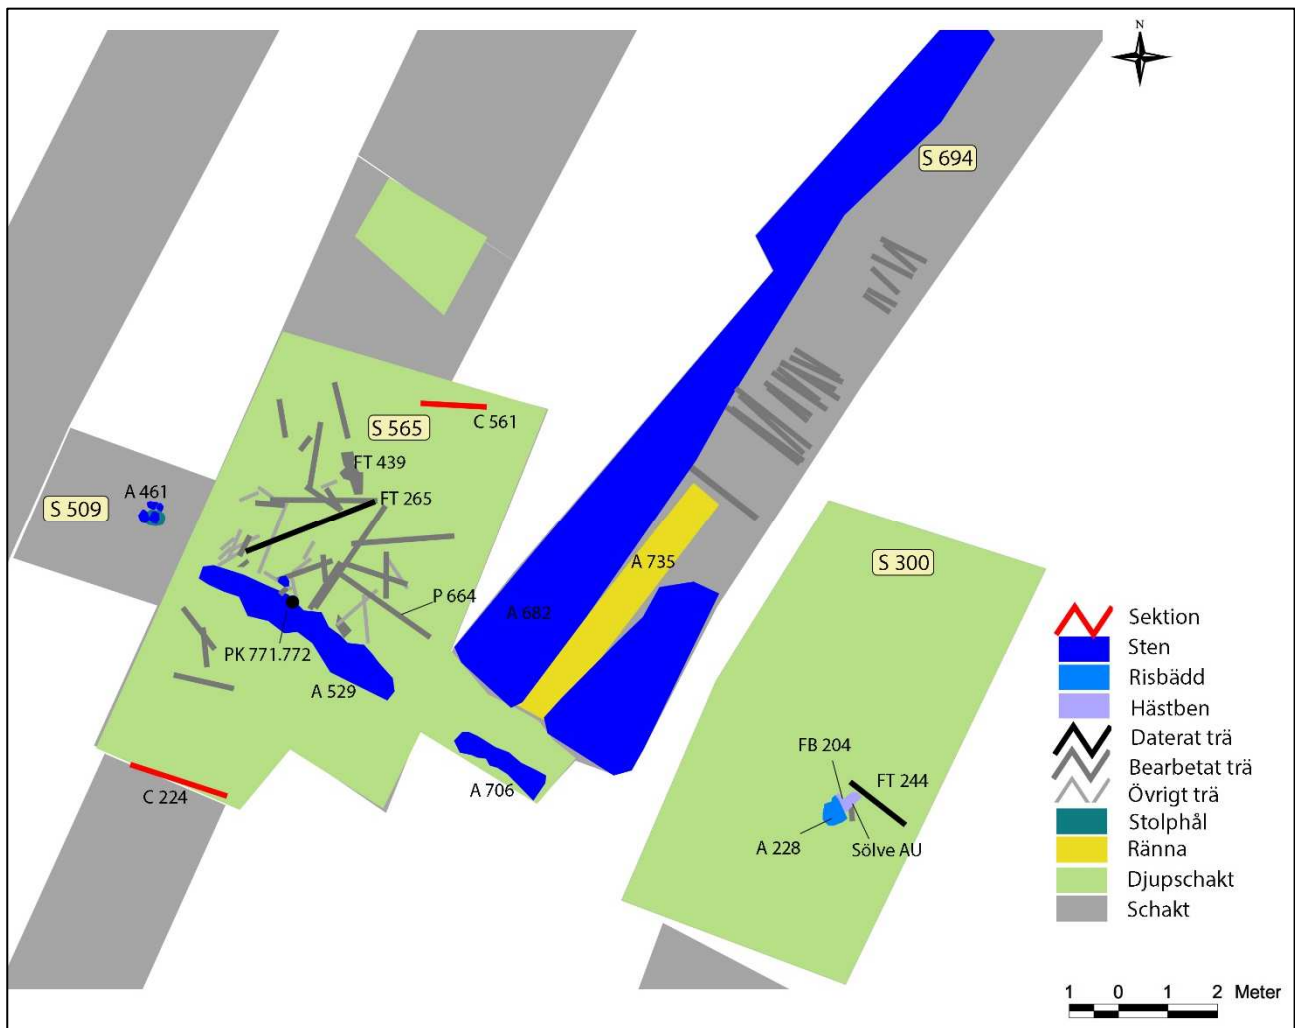 N
S 694
S 565
C 561
FT 439
A 461
FT 265
S 509
A 735
S 300
P 664
A 682
PK 771.772
A 529
C 224
A 706
FB 204
FT 244
A 228
Sölve AU
Sektion
Sten
Risbädd
Hästben
Daterat trä
Bearbetat trä
Övrigt trä
Stolphål
Ränna
Djupschakt
Schakt
1 0 1 2 Meter